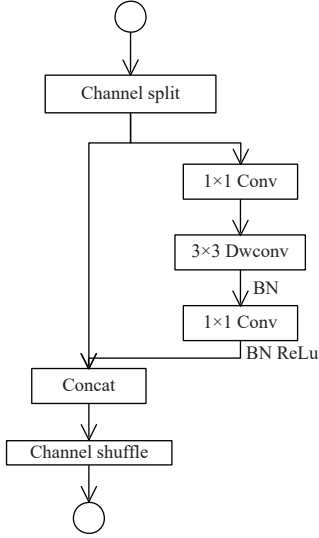 Channel split
1×1 Conv
3×3 Dwconv
BN
1×1 Conv
BN ReLu
Concat
Channel shuffle